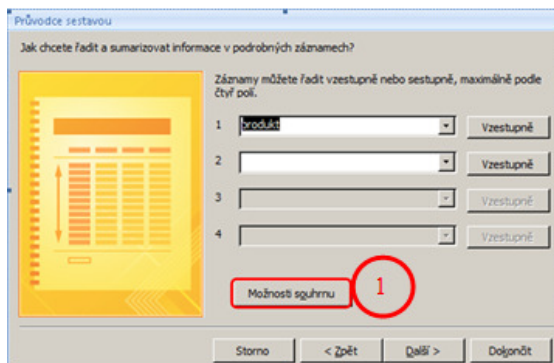 Průvodce sestavou
Jak chcete řadit a sumarizovat informace v podrobných záznamech?
Záznamy můžete řadit vzestupně nebo sestupně, maximálně podle
čtyř polí.
1 produkt Vzestupně
2 Vzestupně
3 Vzestupně
4 Vzestupně
Možnosti souhrnu 1
Storno < Zpět Další > Dokončit